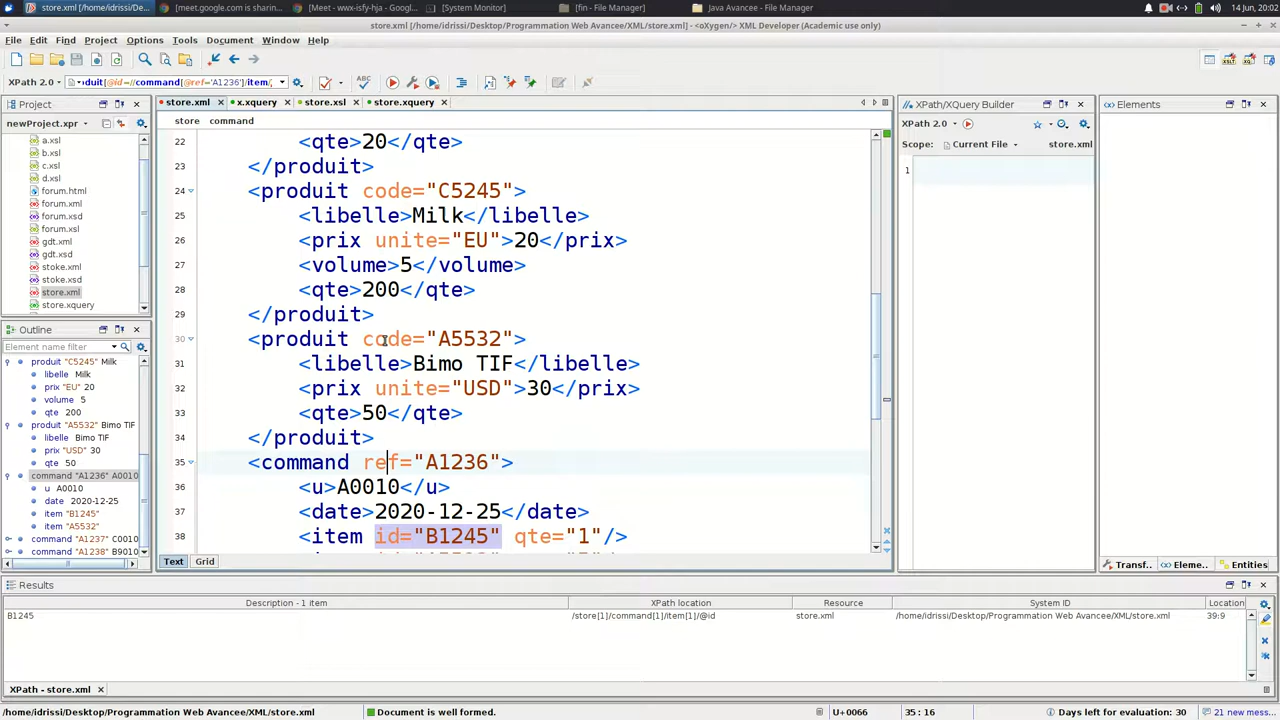 store.xml [/home/idrissi/Desktop/De...
[meet.google.com is sharin...
[Meet - wwx-isfy-hja - Googl...
[System Monitor]
[fin - File Manager]
[Java Avancee - File Manager]
14 Jun, 20:02
store.xml [/home/idrissi/Desktop/Programmation Web Avancee/XML/store.xml] - <oXygen/> XML Developer (Academic use only)
File Edit Find Project Options Tools Document Window Help
XPath 2.0
duit[@id=//command[@ref='A1236']/item/
Project
newProject.xpr
a.xsl
b.xsl
c.xsl
d.xsl
forum.html
forum.xml
forum.xsd
forum.xsl
gdt.xml
gdt.xsd
stoke.xml
stoke.xsd
store.xml
store.xquery
Outline
Element name filter
produit "C5245" Milk
libelle Milk
prix "EU" 20
volume 5
qte 200
produit "A5532" Bimo TIF
libelle Bimo TIF
prix "USD" 30
qte 50
command "A1236" A0010
u A0010
date 2020-12-25
item "B1245"
item "A5532"
command "A1237" C0010
command "A1238" B9010
store.xml x.xquery store.xsl store.xquery
store command
22 <qte>20</qte>
23 </produit>
24 <produit code="C5245">
25 <libelle>Milk</libelle>
26 <prix unite="EU">20</prix>
27 <volume>5</volume>
28 <qte>200</qte>
29 </produit>
30 <produit code="A5532">
31 <libelle>Bimo TIF</libelle>
32 <prix unite="USD">30</prix>
33 <qte>50</qte>
34 </produit>
35 <command ref="A1236">
36 <u>A0010</u>
37 <date>2020-12-25</date>
38 <item id="B1245" qte="1"/>
Text Grid
XPath/XQuery Builder
XPath 2.0
Scope: Current File store.xml
1
Elements
Transf... Eleme... Entities
Results
Description - 1 item XPath location Resource System ID Location
B1245 /store[1]/command[1]/item[1]/@id store.xml /home/idrissi/Desktop/Programmation Web Avancee/XML/store.xml 39:9
XPath - store.xml
/home/idrissi/Desktop/Programmation Web Avancee/XML/store.xml
Document is well formed.
U+0066 35 : 16 Days left for evaluation: 30 21 new mess...